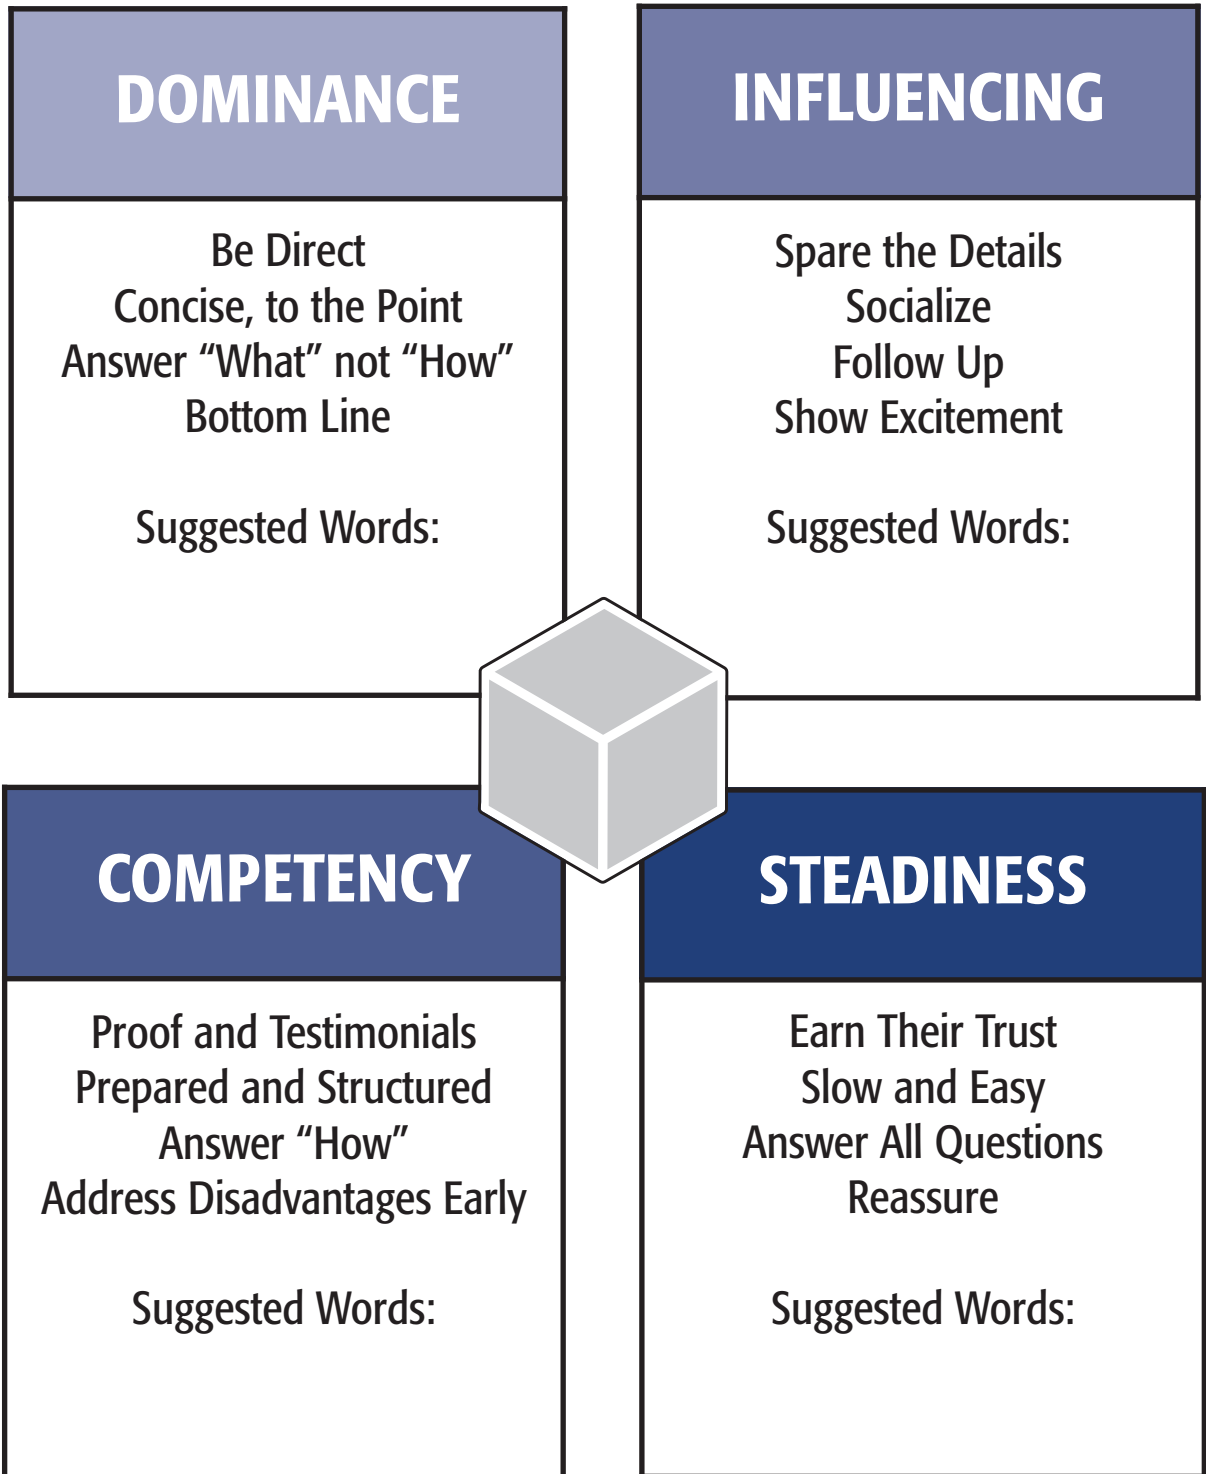 DOMINANCE
Be Direct
Concise, to the Point
Answer “What” not “How”
Bottom Line
Suggested Words:
INFLUENCING
Spare the Details
Socialize
Follow Up
Show Excitement
Suggested Words:
COMPETENCY
Proof and Testimonials
Prepared and Structured
Answer “How”
Address Disadvantages Early
Suggested Words:
STEADINESS
Earn Their Trust
Slow and Easy
Answer All Questions
Reassure
Suggested Words: